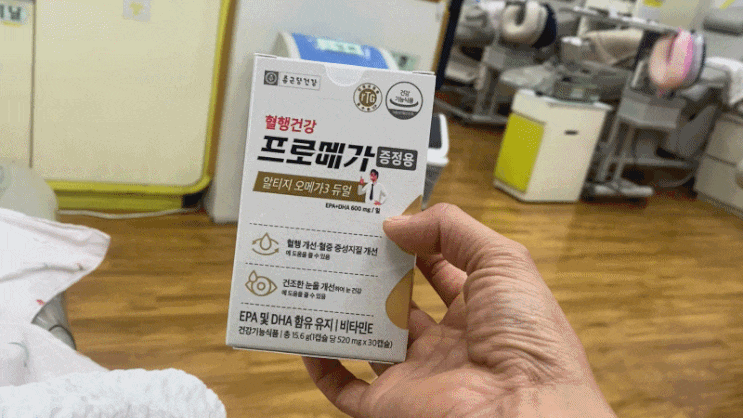 종근당건강
rTG
건강
기능식품
혈행건강
프로메가 증정용
알티지 오메가3 듀얼
EPA+DHA 600 mg / 일
혈행 개선·혈중 중성지질 개선
에 도움을 줄 수 있음
건조한 눈을 개선하여 눈 건강
에 도움을 줄 수 있음
EPA 및 DHA 함유 유지 | 비타민E
건강기능식품 | 총 15.6 g(1캡슐 당 520 mg x 30캡슐)